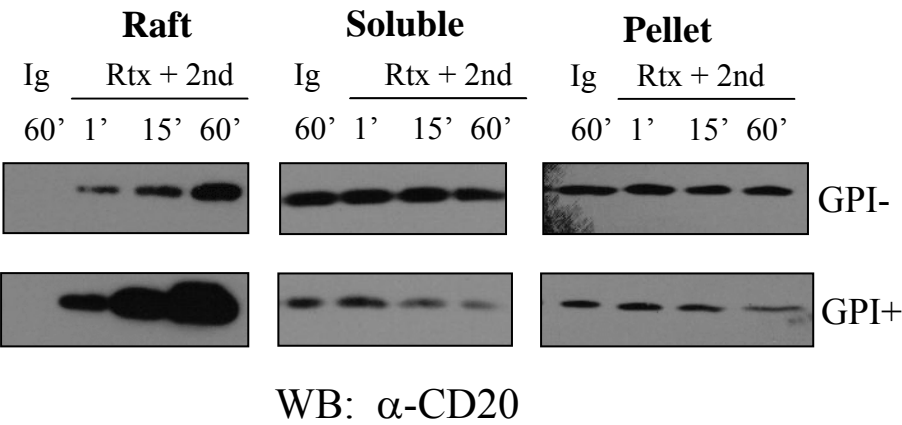 Raft Soluble Pellet
Ig Rtx + 2nd Ig Rtx + 2nd Ig Rtx + 2nd
60’ 1’ 15’ 60’ 60’ 1’ 15’ 60’ 60’ 1’ 15’ 60’
GPI-
GPI+
WB: α-CD20